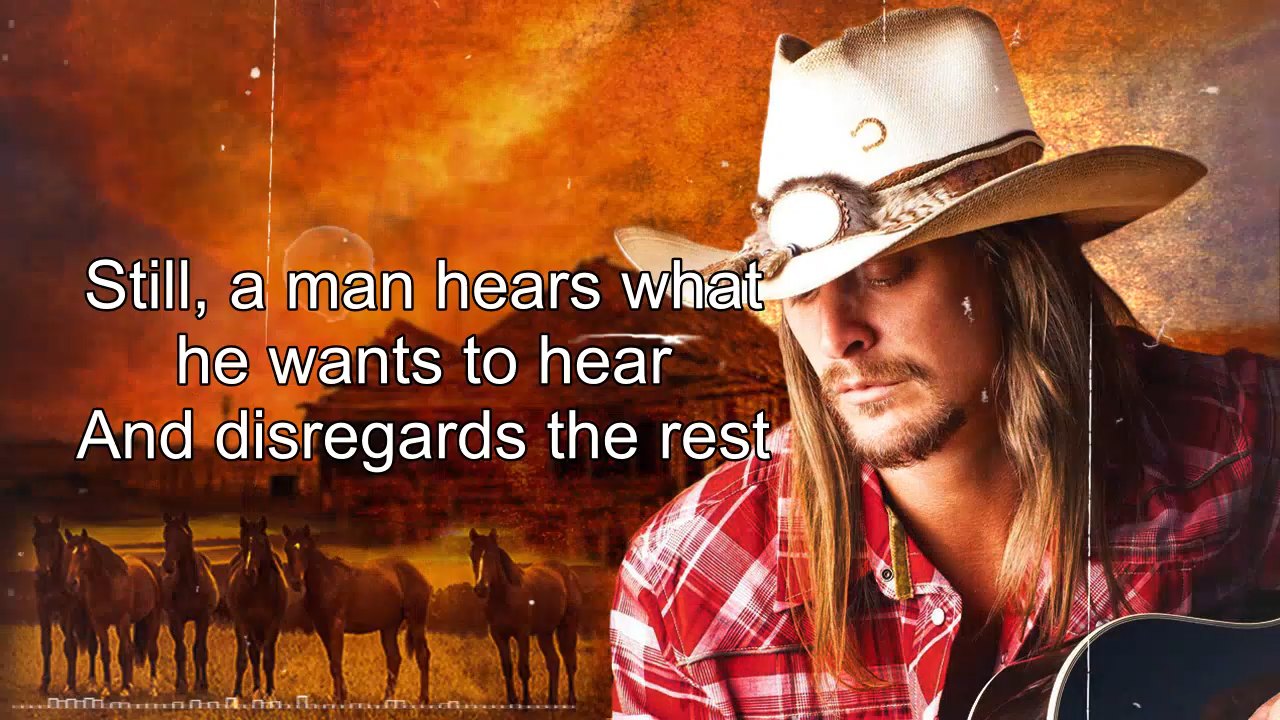 Still, a man hears what
he wants to hear
And disregards the rest